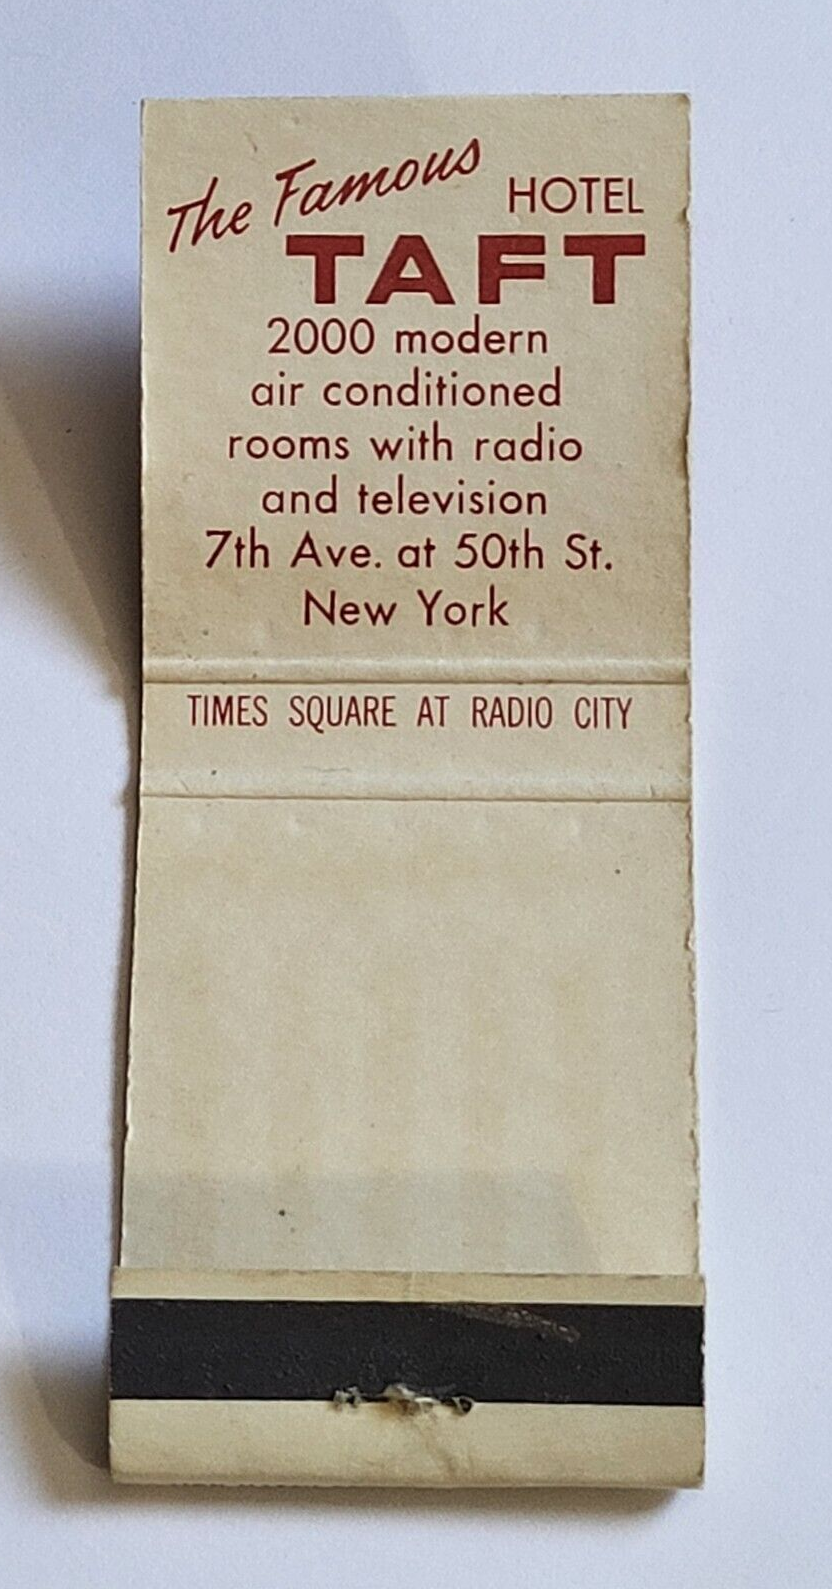 The Famous HOTEL
TAFT
2000 modern
air conditioned
rooms with radio
and television
7th Ave. at 50th St.
New York
TIMES SQUARE AT RADIO CITY